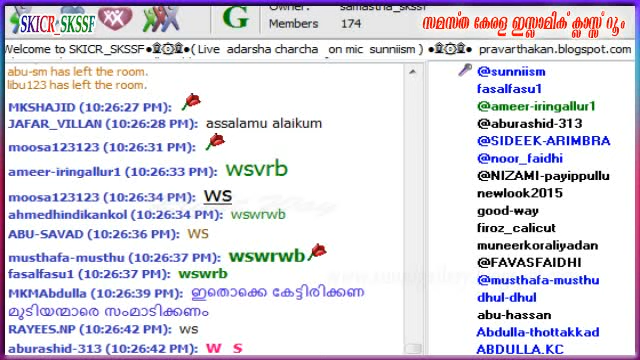 SKICR_SKSSF
G
Owner samastha_skssf
Members 174
സമസ്ത കേരള ഇസ്ലാമിക് ക്ലാസ്സ് റൂം
Welcome to SKICR_SKSSF●۩۞۩●( Live adarsha charcha on mic sunniism ) ●۩۞۩● pravarthakan.blogspot.com
abu-sm has left the room.
libu123 has left the room.
MKSHAJID (10:26:27 PM):
JAFAR_VILLAN (10:26:28 PM): assalamu alaikum
moosa123123 (10:26:31 PM):
ameer-iringallur1 (10:26:33 PM): wsvrb
moosa123123 (10:26:34 PM): ws
ahmedhindikankol (10:26:34 PM): wswrwb
ABU-SAVAD (10:26:36 PM): ws
musthafa-musthu (10:26:37 PM): wswrwb
fasalfasu1 (10:26:37 PM): wswrb
MKMAbdulla (10:26:39 PM): ഇതൊക്കെ കേട്ടിരിക്കണ
മുടിയന്മാരെ സംമാടിക്കണം
RAYEES.NP (10:26:42 PM): ws
aburashid-313 (10:26:42 PM): W S
@sunniism
fasalfasu1
@ameer-iringallur1
@aburashid-313
@SIDEEK-ARIMBRA
@noor_faidhi
@NIZAMI-payippullu
newlook2015
good-way
firoz_calicut
muneerkoraliyadan
@FAVASFAIDHI
@musthafa-musthu
dhul-dhul
abu-hassan
Abdulla-thottakkad
ABDULLA.KC